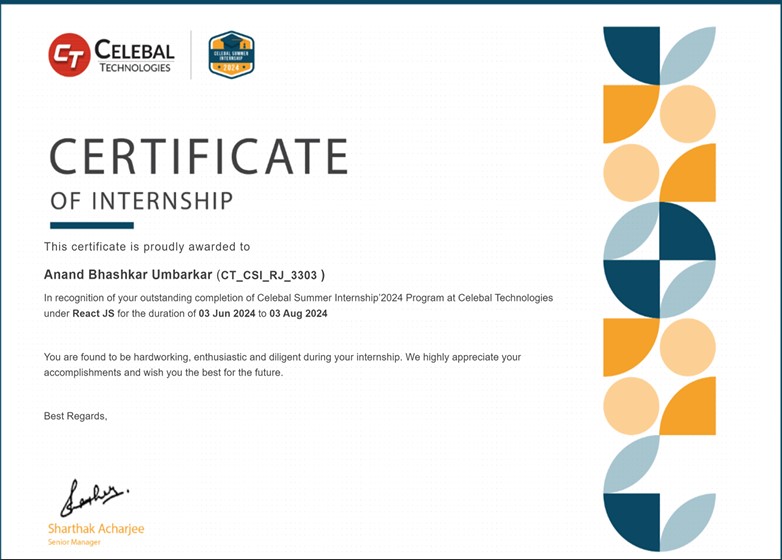 CT CELEBAL
TECHNOLOGIES
CELEBAL SUMMER
INTERNSHIP
2024
CERTIFICATE
OF INTERNSHIP
This certificate is proudly awarded to
Anand Bhashkar Umbarkar (CT_CSI_RJ_3303 )
In recognition of your outstanding completion of Celebal Summer Internship'2024 Program at Celebal Technologies
under React JS for the duration of 03 Jun 2024 to 03 Aug 2024
You are found to be hardworking, enthusiastic and diligent during your internship. We highly appreciate your
accomplishments and wish you the best for the future.
Best Regards,
Sharthak Acharjee
Senior Manager